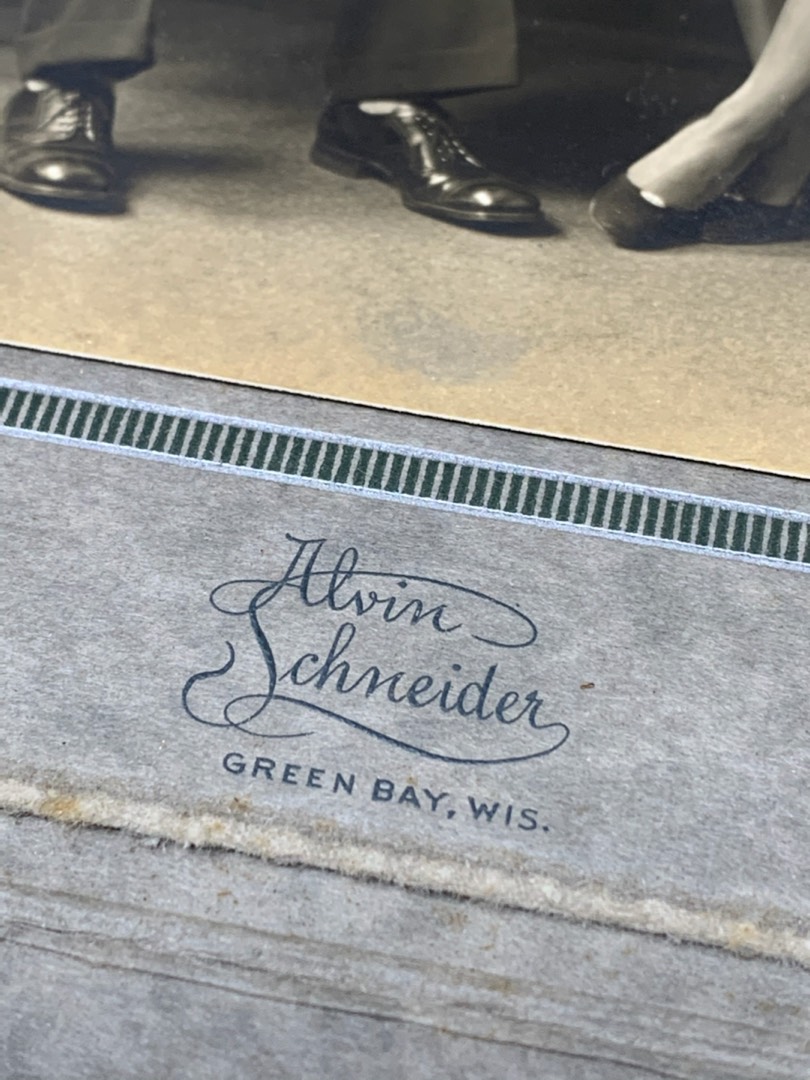 Alvin
Schneider
GREEN BAY, WIS.